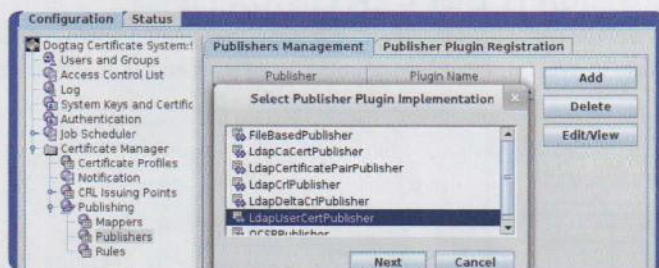 Configuration Status
Dogtag Certificate System:
Users and Groups
Access Control List
Log
System Keys and Certific
Authentication
Job Scheduler
Certificate Manager
Certificate Profiles
Notification
CRL Issuing Points
Publishing
Mappers
Publishers
Rules
Publishers Management Publisher Plugin Registration
Publisher Plugin Name
Add
Delete
Edit/View
Select Publisher Plugin Implementation
FileBasedPublisher
LdapCaCertPublisher
LdapCertificatePairPublisher
LdapCrlPublisher
LdapDeltaCrlPublisher
LdapUserCertPublisher
OCSPPublisher
Next Cancel